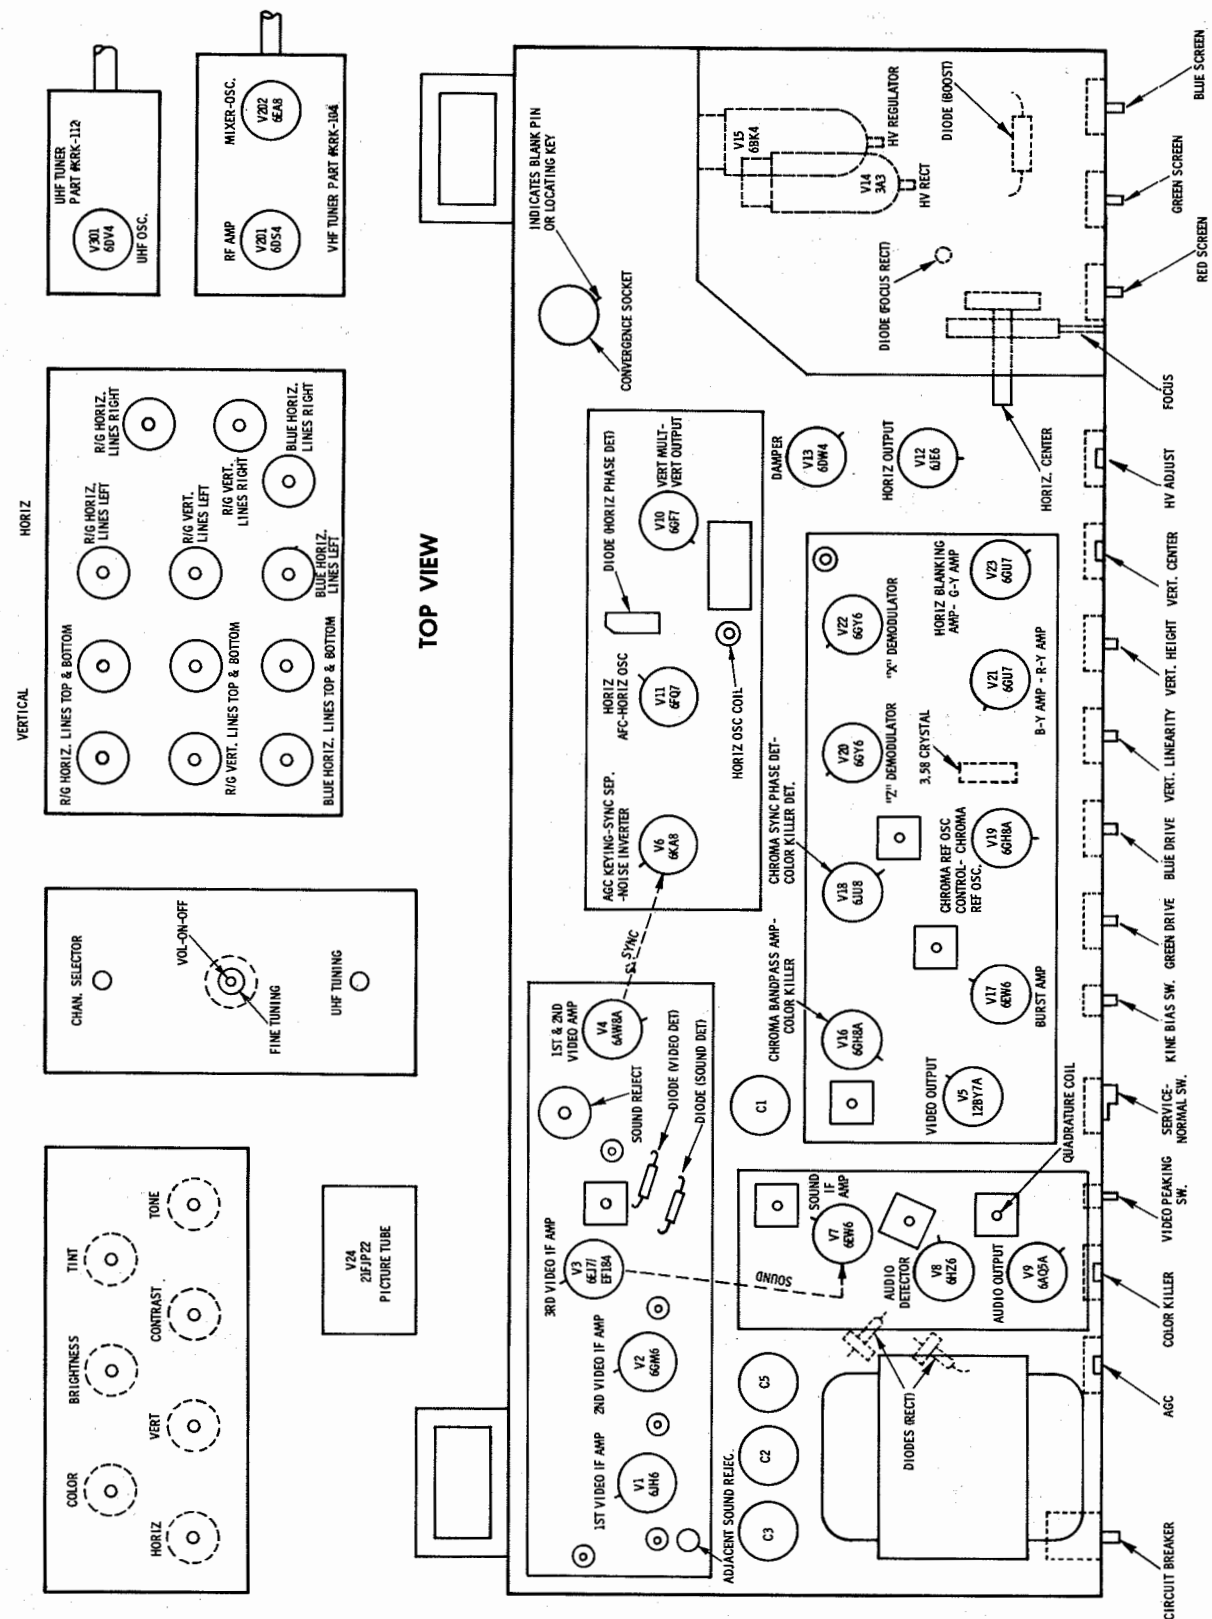 UHF TUNER
PART #KRK-112
V301
6DV4
UHF OSC.
MIXER-OSC.
V202
6EA8
RF AMP
V201
6DS4
VHF TUNER PART #KRK-104
VERTICAL
HORIZ
R/G HORIZ. LINES TOP & BOTTOM
R/G VERT. LINES TOP & BOTTOM
BLUE HORIZ. LINES TOP & BOTTOM
R/G HORIZ.
LINES LEFT
R/G HORIZ.
LINES RIGHT
R/G VERT.
LINES LEFT
R/G VERT.
LINES RIGHT
BLUE HORIZ.
LINES LEFT
BLUE HORIZ.
LINES RIGHT
CHAN. SELECTOR
VOL-ON-OFF
FINE TUNING
UHF TUNING
COLOR
BRIGHTNESS
TINT
HORIZ
VERT
CONTRAST
TONE
V24
21FJP22
PICTURE TUBE
TOP VIEW
INDICATES BLANK PIN
OR LOCATING KEY
CONVERGENCE SOCKET
V15
6BK4
HV REGULATOR
V14
3A3
HV RECT
DIODE (BOOST)
DIODE (FOCUS RECT)
DIODE (HORIZ PHASE DET)
VERT MULT-
VERT OUTPUT
V10
6GF7
HORIZ
AFC-HORIZ OSC
V11
6FQ7
HORIZ OSC COIL
AGC KEYING-SYNC SEP.
-NOISE INVERTER
V6
6KA8
SYNC
DAMPER
V13
6DW4
HORIZ OUTPUT
V12
6JE6
HORIZ. CENTER
1ST & 2ND
VIDEO AMP
V4
6AW8A
SOUND REJECT
DIODE (VIDEO DET)
DIODE (SOUND DET)
3RD VIDEO IF AMP
V3
6EJ7/
EF184
2ND VIDEO IF AMP
V2
6GM6
1ST VIDEO IF AMP
V1
6JH6
ADJACENT SOUND REJEC.
SOUND
CHROMA SYNC PHASE DET-
COLOR KILLER DET.
V18
6JU8
CHROMA BANDPASS AMP-
COLOR KILLER
V16
6GH8A
V22
6GY6
"X" DEMODULATOR
V20
6GY6
"Z" DEMODULATOR
HORIZ BLANKING
AMP- G-Y AMP
V23
6GU7
V21
6GU7
B-Y AMP - R-Y AMP
3.58 CRYSTAL
CHROMA REF OSC
CONTROL- CHROMA
REF OSC.
V19
6GH8A
V17
6EW6
BURST AMP
VIDEO OUTPUT
V5
12BY7A
C1
SOUND
IF
AMP
V7
6EW6
AUDIO
DETECTOR
V8
6HZ6
AUDIO OUTPUT
V9
6AQ5A
QUADRATURE COIL
C5
C2
C3
DIODES (RECT)
CIRCUIT BREAKER
AGC
COLOR KILLER
VIDEO PEAKING
SW.
SERVICE-
NORMAL SW.
KINE BIAS SW.
GREEN DRIVE
BLUE DRIVE
VERT. LINEARITY
VERT. HEIGHT
VERT. CENTER
HV ADJUST
FOCUS
RED SCREEN
GREEN SCREEN
BLUE SCREEN